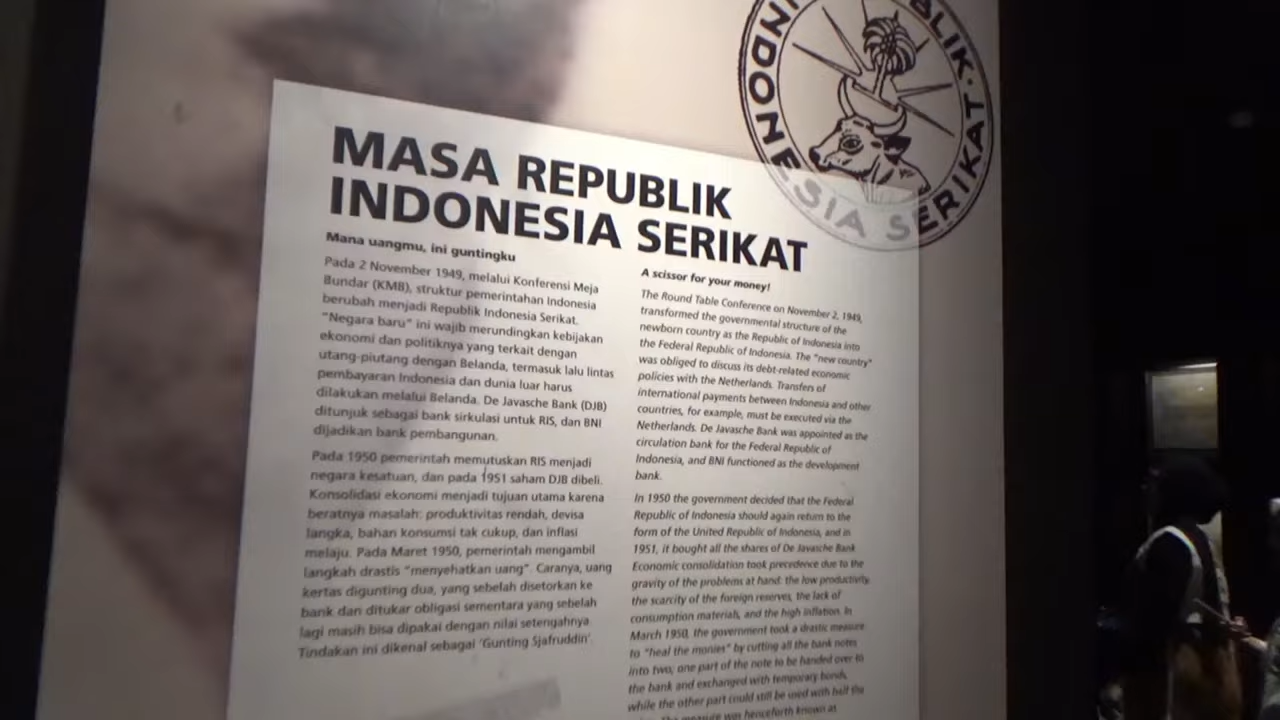 INDONESIA SERIKAT
BLIK
MASA REPUBLIK
INDONESIA SERIKAT
Mana uangmu, ini guntingku
Pada 2 November 1949, melalui Konferensi Meja
Bundar (KMB), struktur pemerintahan Indonesia
berubah menjadi Republik Indonesia Serikat.
"Negara baru" ini wajib merundingkan kebijakan
ekonomi dan politiknya yang terkait dengan
utang-piutang dengan Belanda, termasuk lalu lintas
pembayaran Indonesia dan dunia luar harus
dilakukan melalui Belanda. De Javasche Bank (DJB)
ditunjuk sebagai bank sirkulasi untuk RIS, dan BNI
dijadikan bank pembangunan.
Pada 1950 pemerintah memutuskan RIS menjadi
negara kesatuan, dan pada 1951 saham DJB dibeli.
Konsolidasi ekonomi menjadi tujuan utama karena
beratnya masalah: produktivitas rendah, devisa
langka, bahan konsumsi tak cukup, dan inflasi
melaju. Pada Maret 1950, pemerintah mengambil
langkah drastis "menyehatkan uang". Caranya, uang
kertas digunting dua, yang sebelah disetorkan ke
bank dan ditukar obligasi sementara yang sebelah
lagi masih bisa dipakai dengan nilai setengahnya
Tindakan ini dikenal sebagai 'Gunting Sjafruddin'.
A scissor for your money!
The Round Table Conference on November 2, 1949,
transformed the governmental structure of the
newborn country as the Republic of Indonesia into
the Federal Republic of Indonesia. The "new country"
was obliged to discuss its debt-related economic
policies with the Netherlands. Transfers of
international payments between Indonesia and other
countries, for example, must be executed via the
Netherlands. De Javasche Bank was appointed as the
circulation bank for the Federal Republic of
Indonesia, and BNI functioned as the development
bank.
In 1950 the government decided that the Federal
Republic of Indonesia should again return to the
form of the United Republic of Indonesia, and in
1951, it bought all the shares of De Javasche Bank
Economic consolidation took precedence due to the
gravity of the problems at hand: the low productivity,
the scarcity of the foreign reserves, the lack of
consumption materials, and the high inflation. In
March 1950, the government took a drastic measure
to "heal the monies" by cutting all the bank notes
into two; one part of the note to be handed over to
the bank and exchanged with temporary bonds,
while the other part could still be used with half the
measure was henceforth known as